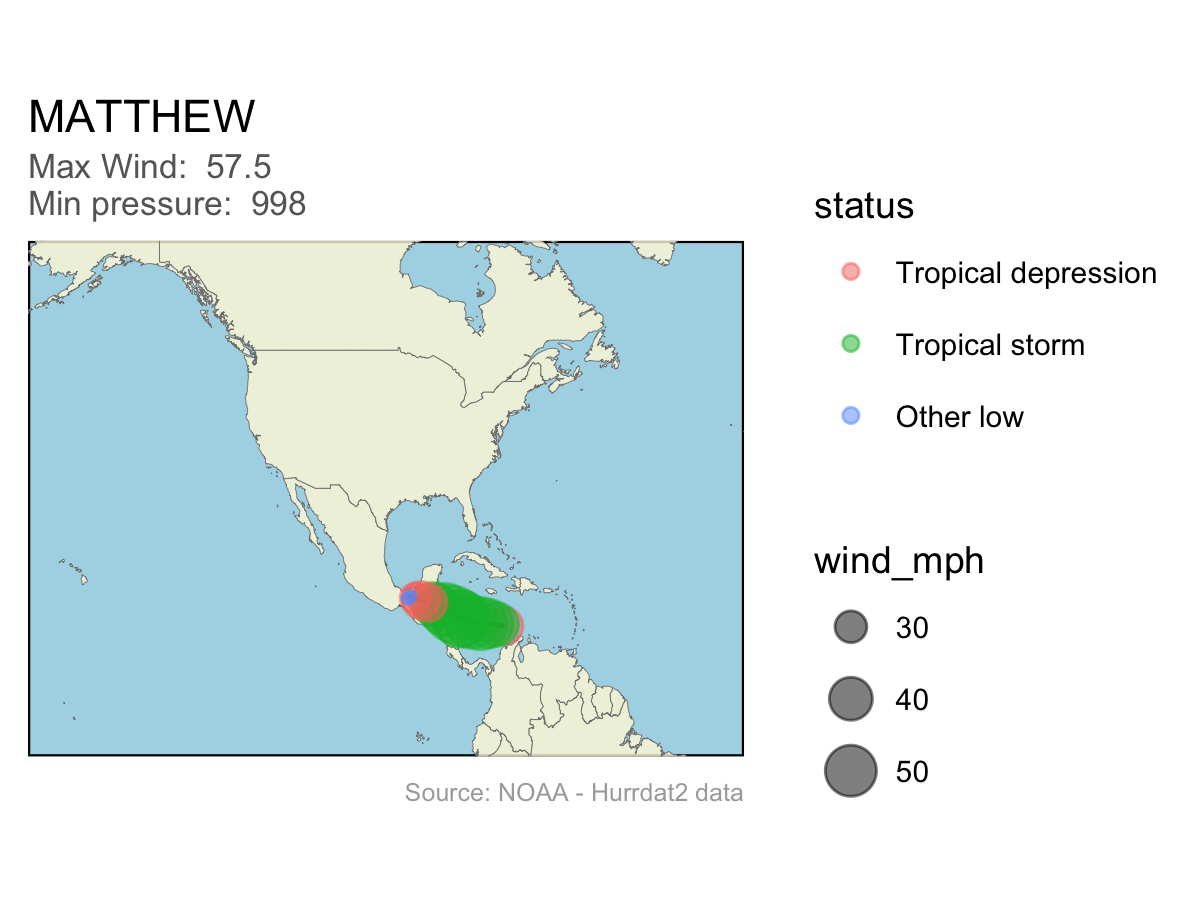 MATTHEW
Max Wind:  57.5
Min pressure:  998
status
Tropical depression
Tropical storm
Other low
wind_mph
30
40
50
Source: NOAA - Hurrdat2 data